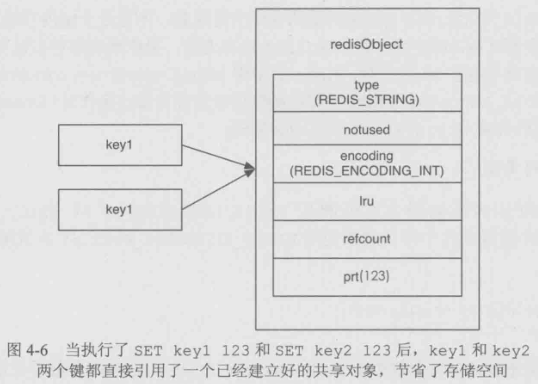 redisObject
type
(REDIS_STRING)
notused
encoding
(REDIS_ENCODING_INT)
lru
refcount
prt(123)
key1
key1
图 4-6 当执行了 SET key1 123 和 SET key2 123 后，key1 和 key2
两个键都直接引用了一个已经建立好的共享对象，节省了存储空间